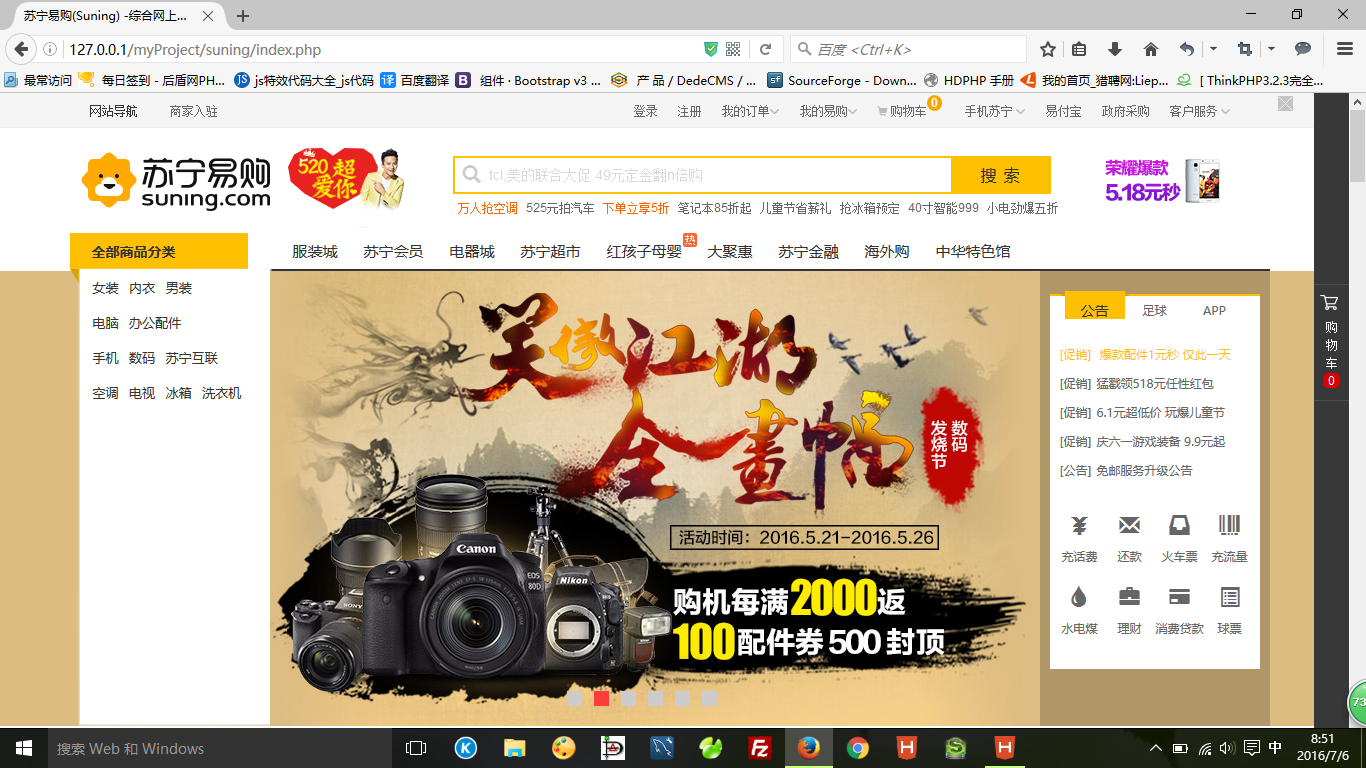 苏宁易购(Suning) -综合网上...
127.0.0.1/myProject/suning/index.php
百度 <Ctrl+K>
最常访问 每日签到 - 后盾网PH... js特效代码大全_js代码 百度翻译 组件 · Bootstrap v3 ... 产 品 / DedeCMS / ... SourceForge - Down... HDPHP 手册 我的首页_猎聘网:Liep... [ ThinkPHP3.2.3完全...
网站导航 商家入驻 登录 注册 我的订单 我的易购 购物车 0 手机苏宁 易付宝 政府采购 客户服务
苏宁易购
suning.com
520超
爱你
tcl,美的联合大促 49元定金翻n倍购
搜 索
荣耀爆款
5.18元秒
万人抢空调 525元拍汽车 下单立享5折 笔记本85折起 儿童节省薪礼 抢冰箱预定 40寸智能999 小电劲爆五折
全部商品分类 服装城 苏宁会员 电器城 苏宁超市 红孩子母婴 热 大聚惠 苏宁金融 海外购 中华特色馆
女装 内衣 男装
电脑 办公配件
手机 数码 苏宁互联
空调 电视 冰箱 洗衣机
笑傲江湖
全畫幅
数码
发烧节
活动时间：2016.5.21-2016.5.26
购机每满2000返
100配件券 500 封顶
Canon
EOS
80D
Nikon
SONY
公告 足球 APP
[促销] 爆款配件1元秒 仅此一天
[促销] 猛戳领518元任性红包
[促销] 6.1元超低价 玩爆儿童节
[促销] 庆六一游戏装备 9.9元起
[公告] 免邮服务升级公告
充话费 还款 火车票 充流量
水电煤 理财 消费贷款 球票
购
物
车
0
73
搜索 Web 和 Windows
中
8:51
2016/7/6